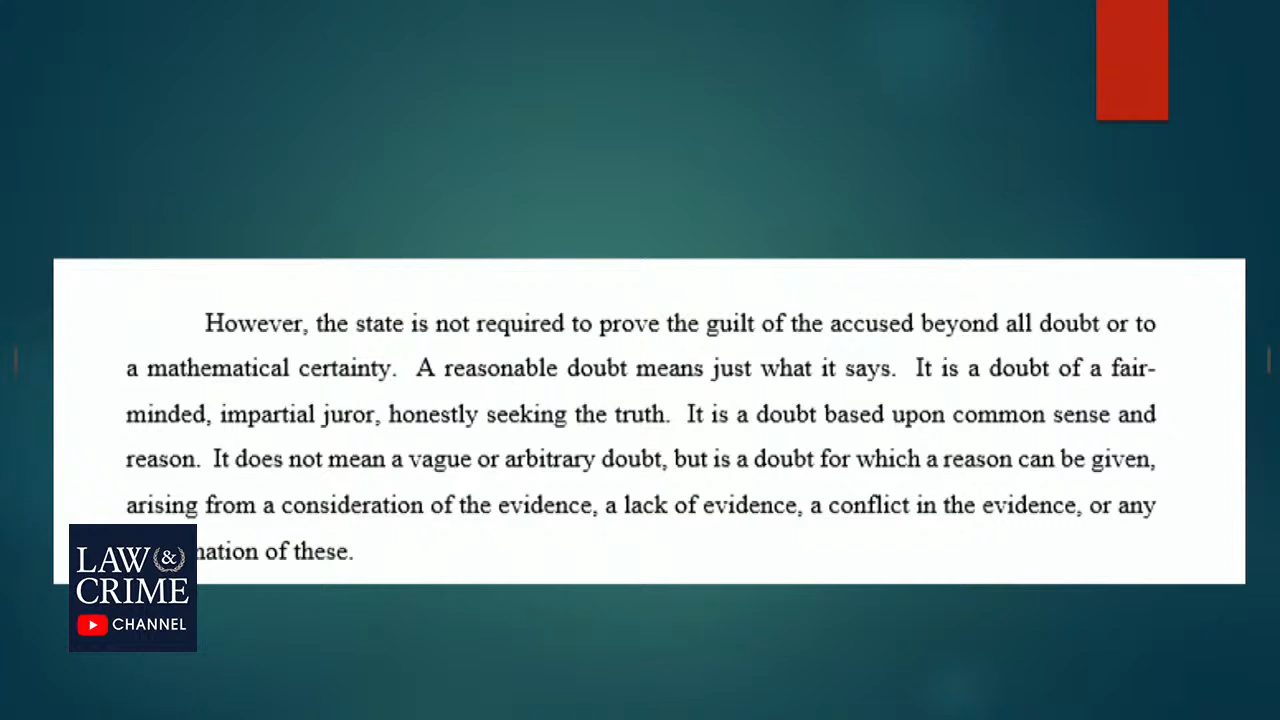 However, the state is not required to prove the guilt of the accused beyond all doubt or to
a mathematical certainty. A reasonable doubt means just what it says. It is a doubt of a fair-
minded, impartial juror, honestly seeking the truth. It is a doubt based upon common sense and
reason. It does not mean a vague or arbitrary doubt, but is a doubt for which a reason can be given,
arising from a consideration of the evidence, a lack of evidence, a conflict in the evidence, or any
of these.
LAW &
CRIME
CHANNEL